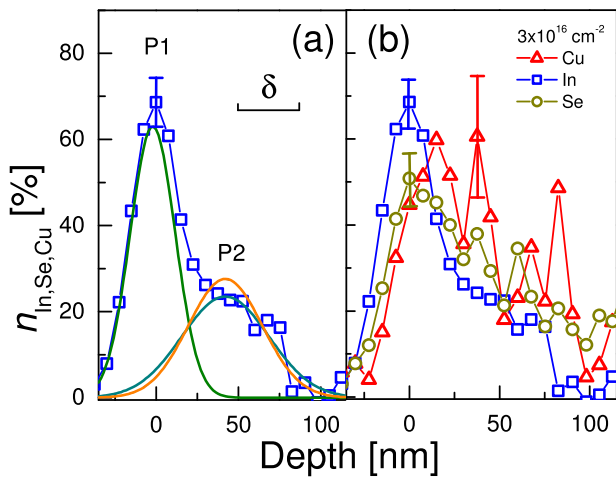 80
60
40
20
0
n_In,Se,Cu [%]
P1
(a)
δ
P2
0
50
100
(b)
3x10^16 cm^-2
Cu
In
Se
0
50
100
Depth [nm]